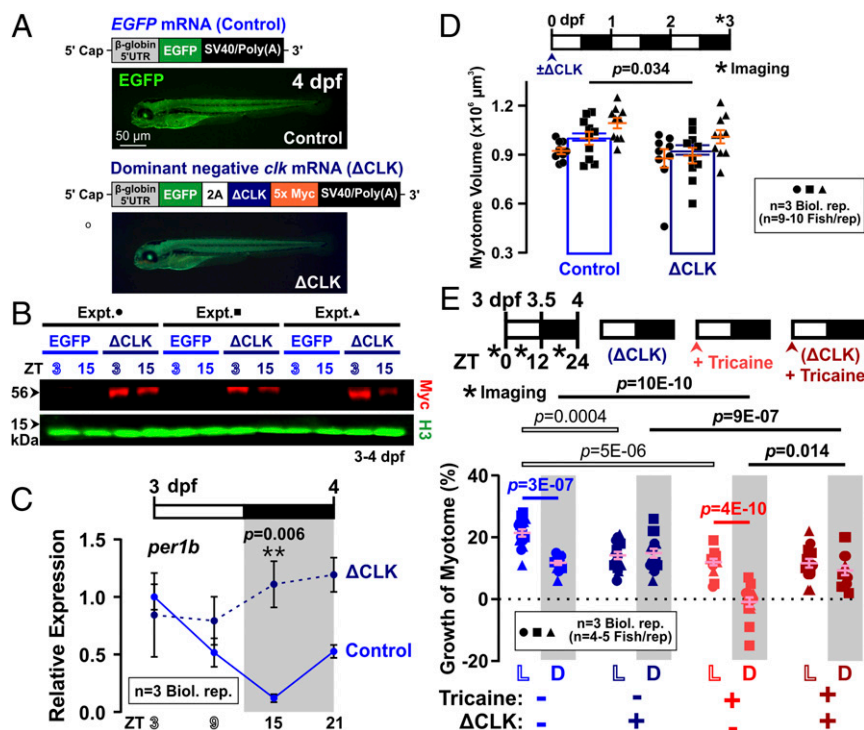 A
EGFP mRNA (Control)
5' Cap β-globin 5'UTR EGFP SV40/Poly(A) 3'
EGFP 4 dpf
50 µm Control
Dominant negative clk mRNA (ΔCLK)
5' Cap β-globin 5'UTR EGFP 2A ΔCLK 5x Myc SV40/Poly(A) 3'
ΔCLK
B
Expt.● Expt.■ Expt.▲
EGFP ΔCLK EGFP ΔCLK EGFP ΔCLK
ZT 3 15 3 15 3 15 3 15 3 15 3 15
56 Myc
15 H3
kDa
3-4 dpf
C
3 dpf 4
p=0.006
per1b **
ΔCLK
Control
Relative Expression
1.5
1.0
0.5
0.0
n=3 Biol. rep.
ZT 3 9 15 21
D
0 dpf 1 2 *3
±ΔCLK
p=0.034 * Imaging
Myotome Volume (x10⁶ µm³)
1.2
0.9
0.6
0.3
Control ΔCLK
n=3 Biol. rep.
(n=9-10 Fish/rep)
E
3 dpf 3.5 4
ZT *0 *12 *24
* Imaging
(ΔCLK)
+ Tricaine
(ΔCLK)
+ Tricaine
p=10E-10
p=0.0004 p=9E-07
p=5E-06 p=0.014
p=3E-07 p=4E-10
Growth of Myotome (%)
40
20
0
-20
n=3 Biol. rep.
(n=4-5 Fish/rep)
L D L D L D L D
Tricaine: - - + +
ΔCLK: - + - +